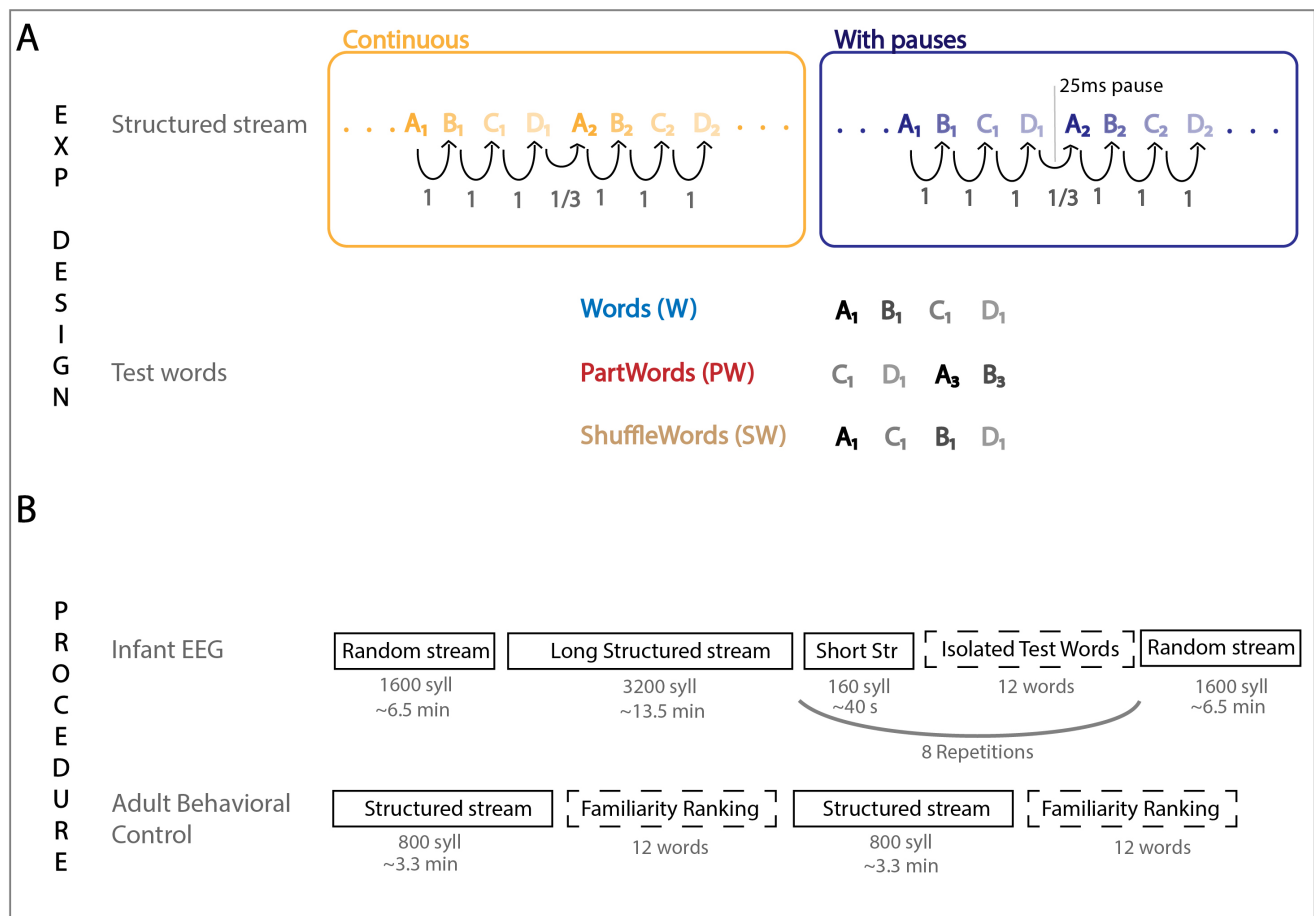 A
EXP DESIGN
Continuous
With pauses
25ms pause
Structured stream
. . . A₁ B₁ C₁ D₁ A₂ B₂ C₂ D₂ . . .
. . . A₁ B₁ C₁ D₁ A₂ B₂ C₂ D₂ . . .
1 1 1 1/3 1 1 1
1 1 1 1/3 1 1 1
Test words
Words (W) A₁ B₁ C₁ D₁
PartWords (PW) C₁ D₁ A₃ B₃
ShuffleWords (SW) A₁ C₁ B₁ D₁
B
PROCEDURE
Infant EEG
Random stream
1600 syll
~6.5 min
Long Structured stream
3200 syll
~13.5 min
Short Str
160 syll
~40 s
Isolated Test Words
12 words
8 Repetitions
Random stream
1600 syll
~6.5 min
Adult Behavioral
Control
Structured stream
800 syll
~3.3 min
Familiarity Ranking
12 words
Structured stream
800 syll
~3.3 min
Familiarity Ranking
12 words